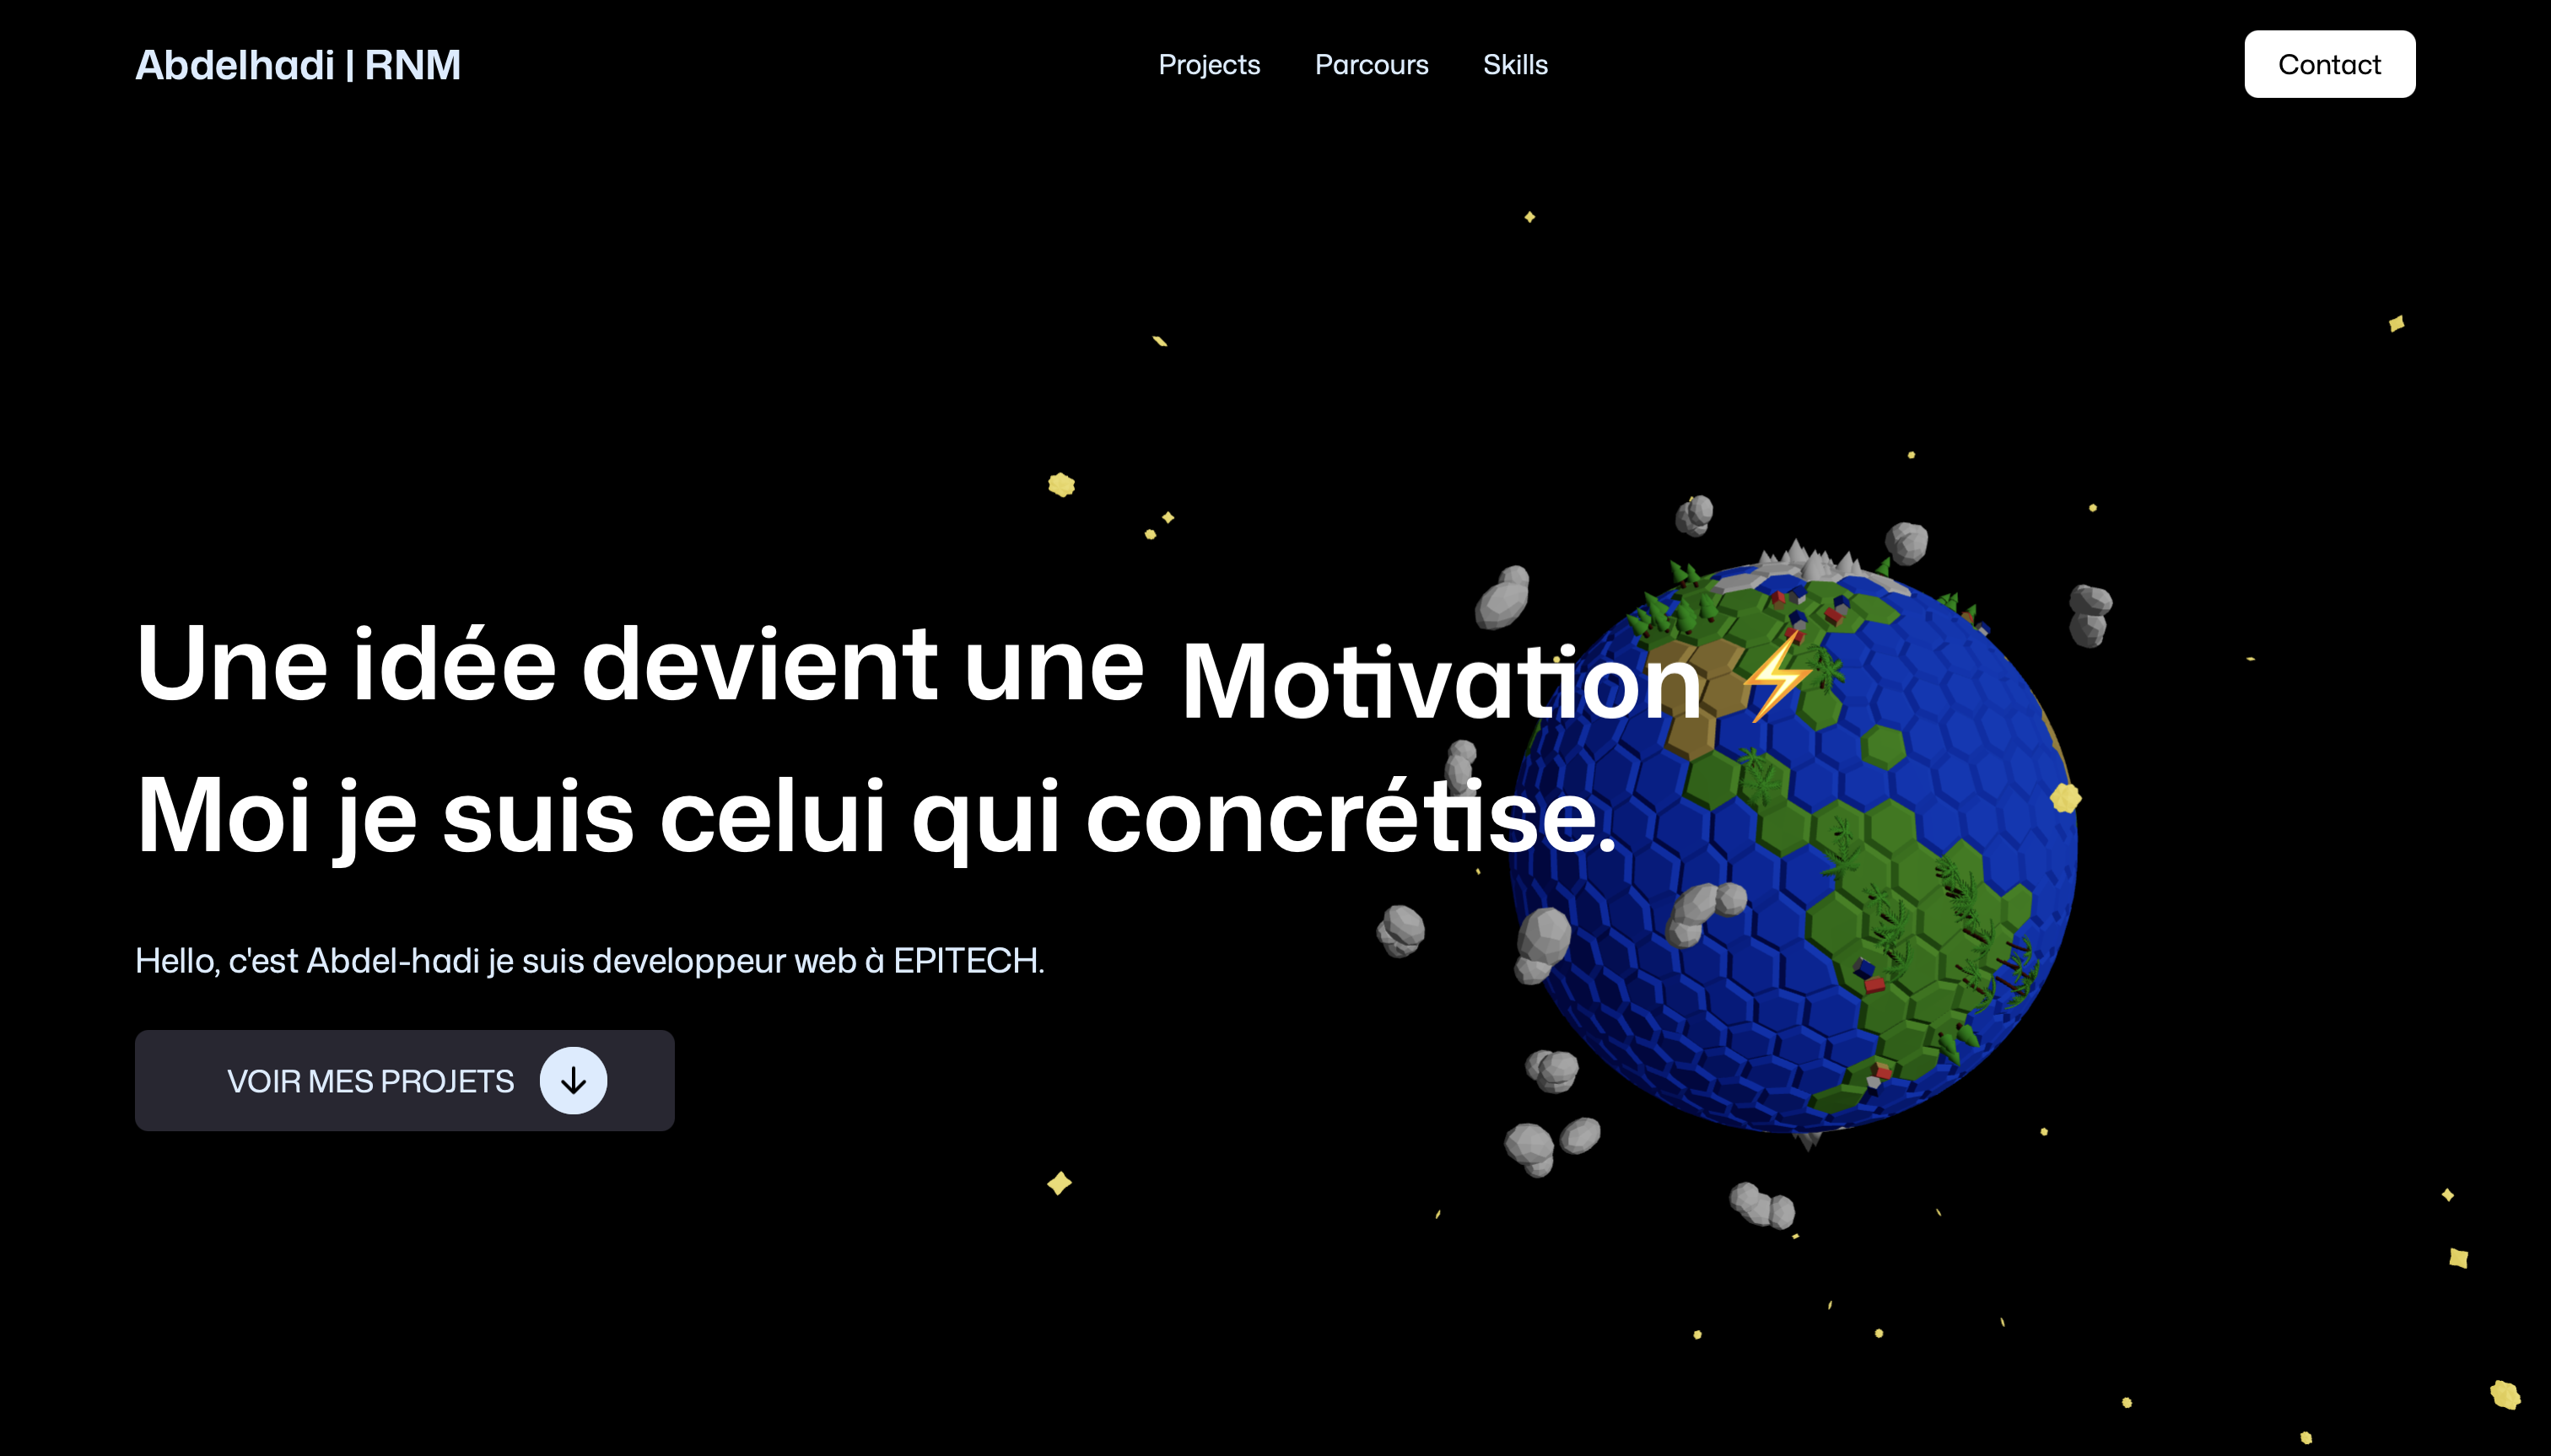 Abdelhadi | RNM
Projects Parcours Skills
Contact
Une idée devient une Motivation ⚡
Moi je suis celui qui concrétise.
Hello, c'est Abdel-hadi je suis developpeur web à EPITECH.
VOIR MES PROJETS